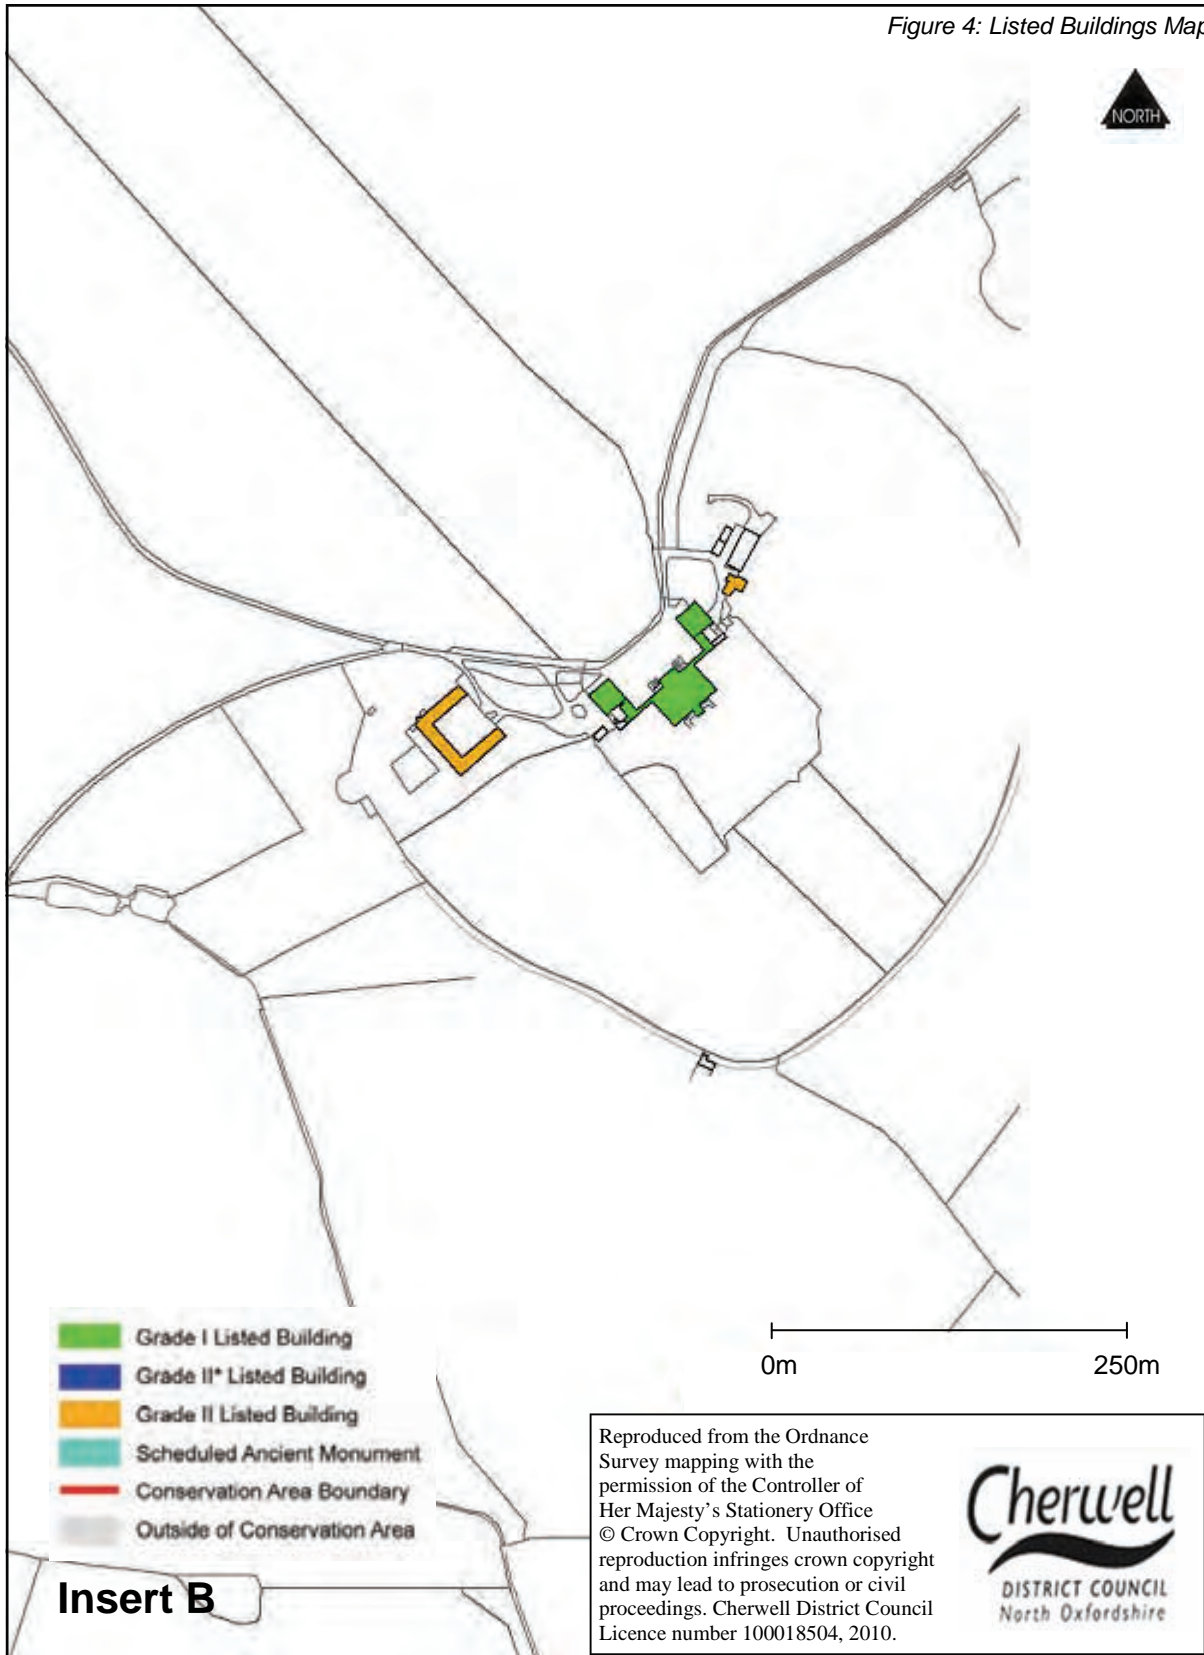 Figure 4: Listed Buildings Map
NORTH
Grade I Listed Building
Grade II* Listed Building
Grade II Listed Building
Scheduled Ancient Monument
Conservation Area Boundary
Outside of Conservation Area
Insert B
0m 250m
Reproduced from the Ordnance
Survey mapping with the
permission of the Controller of
Her Majesty's Stationery Office
© Crown Copyright. Unauthorised
reproduction infringes crown copyright
and may lead to prosecution or civil
proceedings. Cherwell District Council
Licence number 100018504, 2010.
Cherwell
DISTRICT COUNCIL
North Oxfordshire